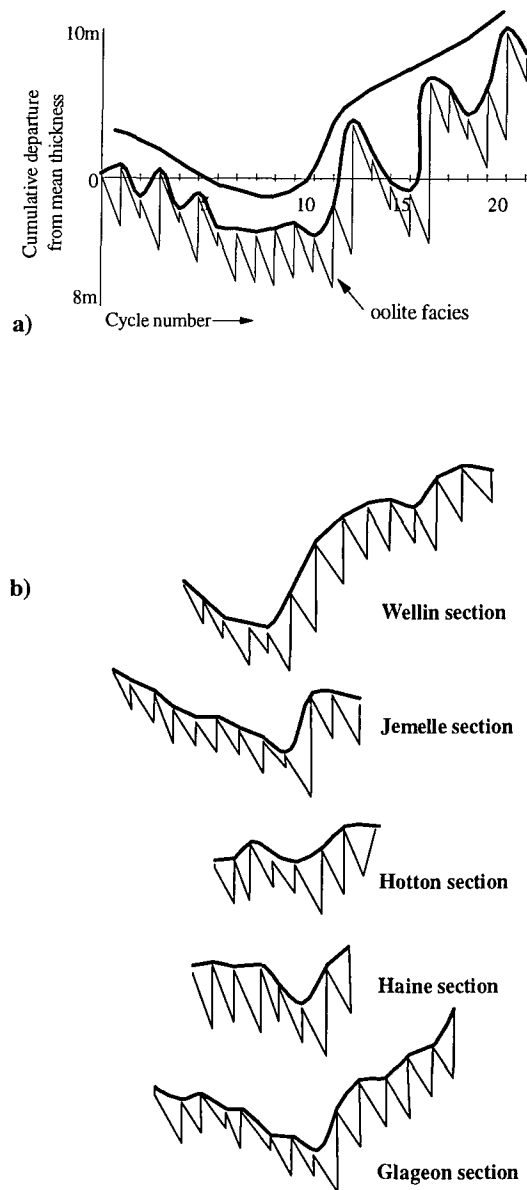 10m
Cumulative departure
from mean thickness
0
5
10
15
20
8m
Cycle number
oolite facies
a)
b)
Wellin section
Jemelle section
Hotton section
Haine section
Glageon section